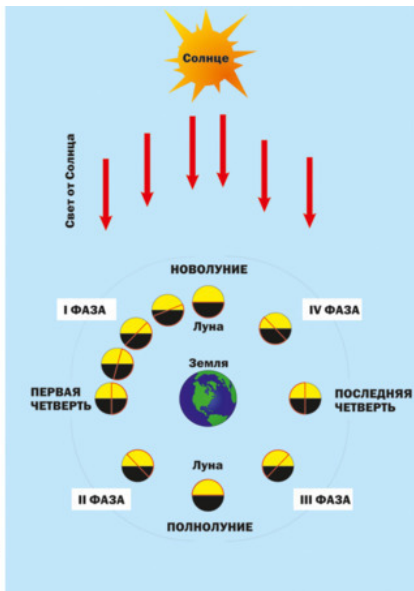 Солнце
Свет от Солнца
НОВОЛУНИЕ
I ФАЗА
IV ФАЗА
Луна
Земля
ПЕРВАЯ
ЧЕТВЕРТЬ
ПОСЛЕДНЯЯ
ЧЕТВЕРТЬ
Луна
II ФАЗА
III ФАЗА
ПОЛНОЛУНИЕ